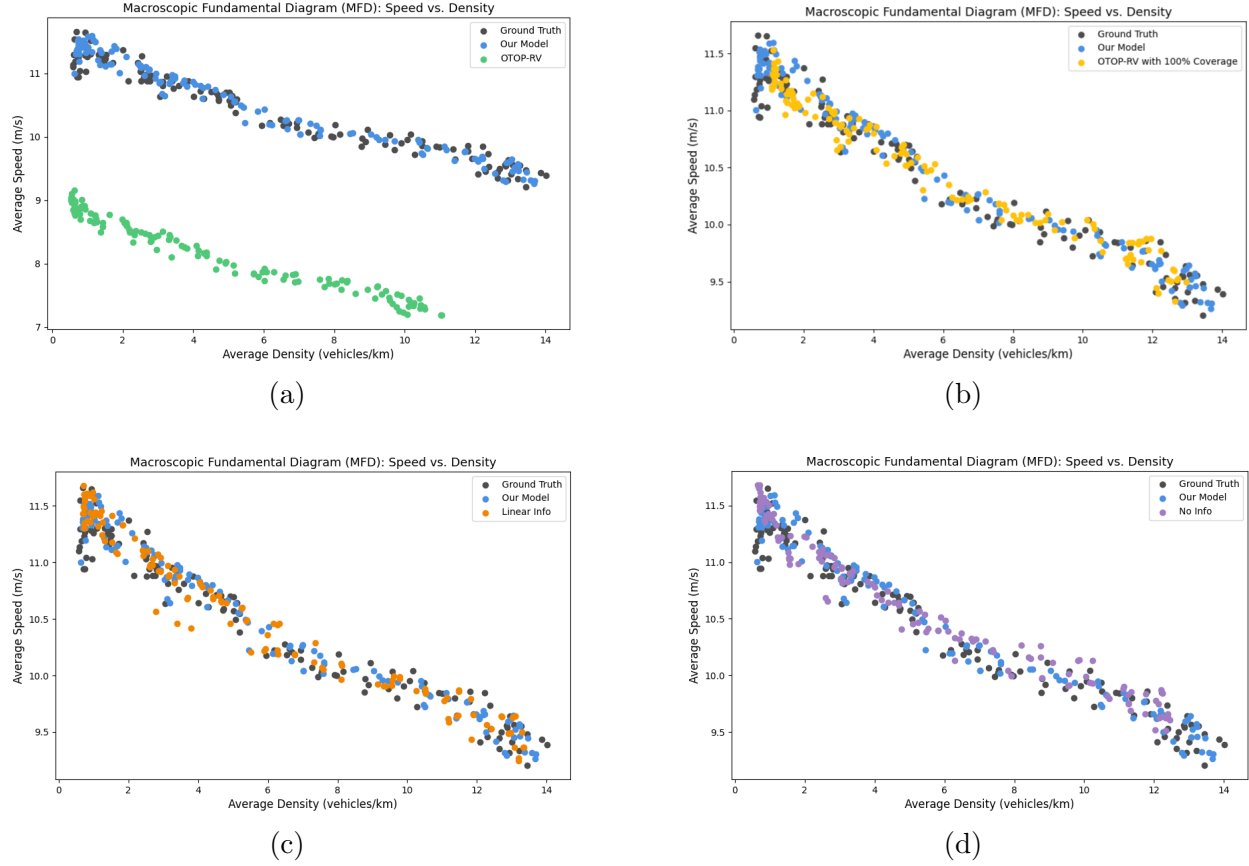 Macroscopic Fundamental Diagram (MFD): Speed vs. Density
Ground Truth
Our Model
OTOP-RV
11
10
9
8
7
Average Speed (m/s)
0
2
4
6
8
10
12
14
Average Density (vehicles/km)
(a)
Macroscopic Fundamental Diagram (MFD): Speed vs. Density
Ground Truth
Our Model
OTOP-RV with 100% Coverage
11.5
11.0
10.5
10.0
9.5
Average Speed (m/s)
0
2
4
6
8
10
12
14
Average Density (vehicles/km)
(b)
Macroscopic Fundamental Diagram (MFD): Speed vs. Density
Ground Truth
Our Model
Linear Info
11.5
11.0
10.5
10.0
9.5
Average Speed (m/s)
0
2
4
6
8
10
12
14
Average Density (vehicles/km)
(c)
Macroscopic Fundamental Diagram (MFD): Speed vs. Density
Ground Truth
Our Model
No Info
11.5
11.0
10.5
10.0
9.5
Average Speed (m/s)
0
2
4
6
8
10
12
14
Average Density (vehicles/km)
(d)